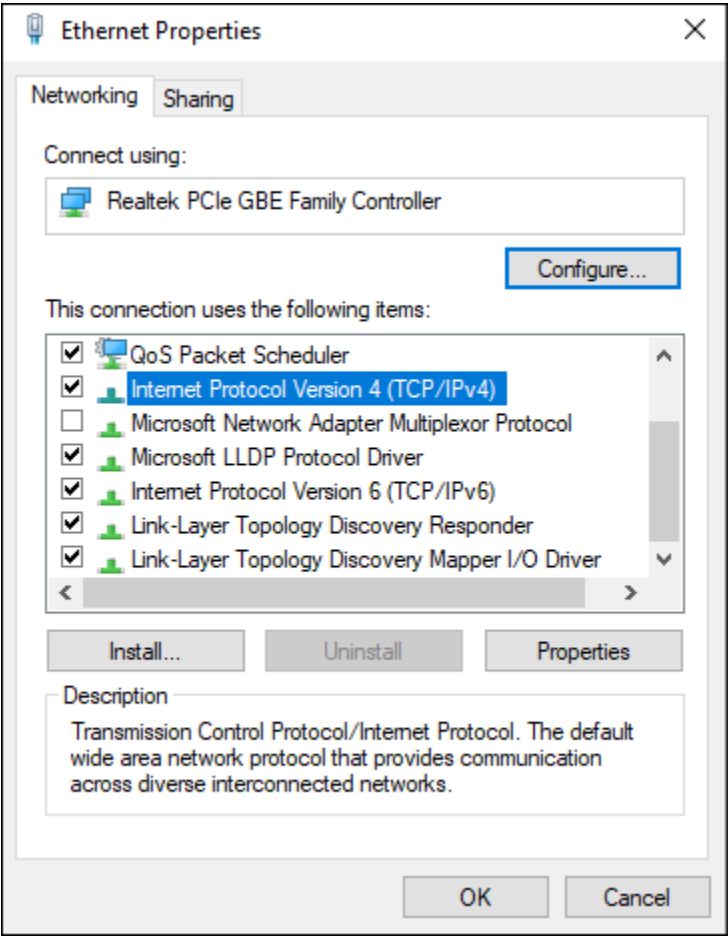 Ethernet Properties
Networking
Sharing
Connect using:
Realtek PCIe GBE Family Controller
Configure...
This connection uses the following items:
QoS Packet Scheduler
Internet Protocol Version 4 (TCP/IPv4)
Microsoft Network Adapter Multiplexor Protocol
Microsoft LLDP Protocol Driver
Internet Protocol Version 6 (TCP/IPv6)
Link-Layer Topology Discovery Responder
Link-Layer Topology Discovery Mapper I/O Driver
Install...
Uninstall
Properties
Description
Transmission Control Protocol/Internet Protocol. The default
wide area network protocol that provides communication
across diverse interconnected networks.
OK
Cancel